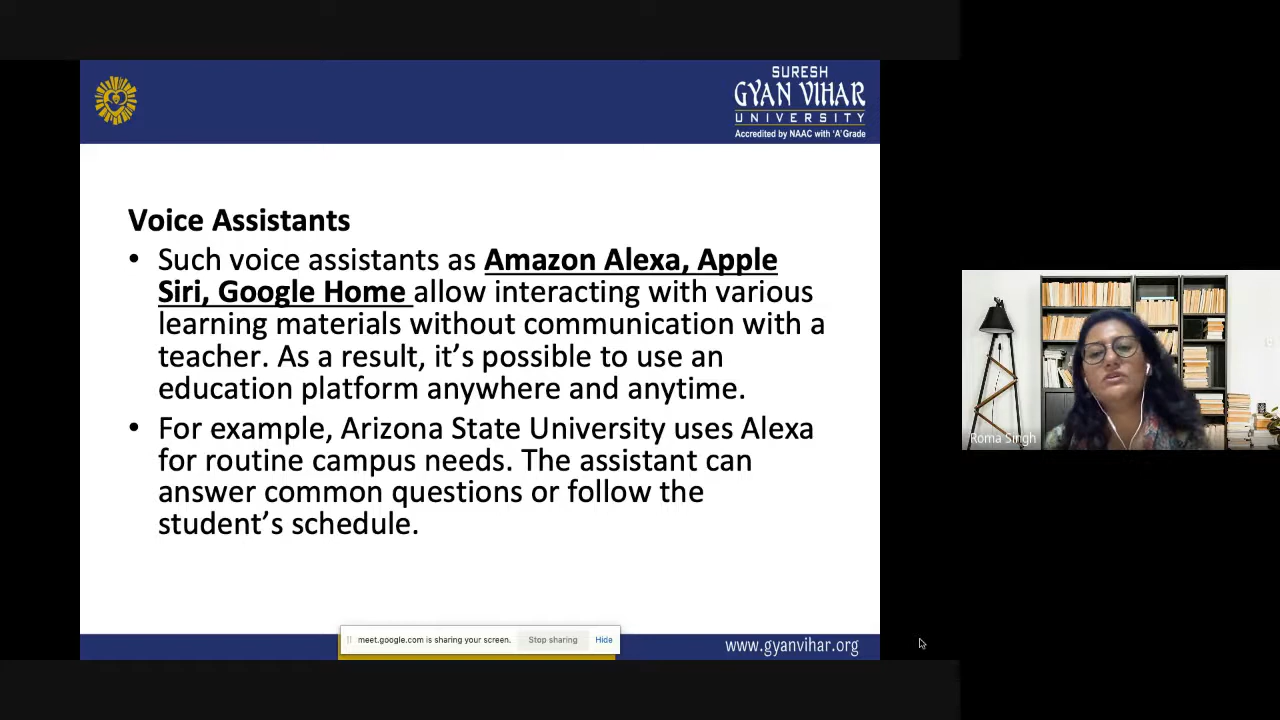 SURESH
GYAN VIHAR
UNIVERSITY
Accredited by NAAC with 'A' Grade
Voice Assistants
• Such voice assistants as Amazon Alexa, Apple
Siri, Google Home allow interacting with various
learning materials without communication with a
teacher. As a result, it's possible to use an
education platform anywhere and anytime.
• For example, Arizona State University uses Alexa
for routine campus needs. The assistant can
answer common questions or follow the
student's schedule.
Roma Singh
meet.google.com is sharing your screen. Stop sharing Hide
www.gyanvihar.org